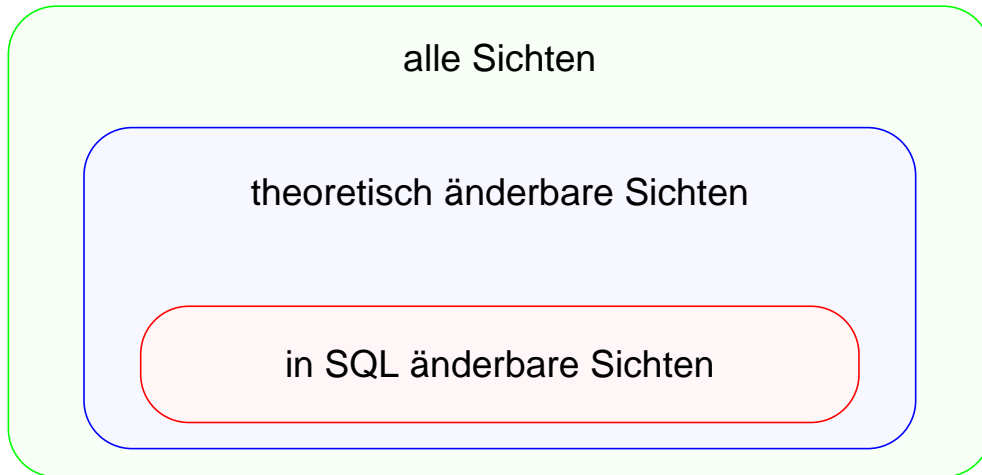 alle Sichten
theoretisch änderbare Sichten
in SQL änderbare Sichten